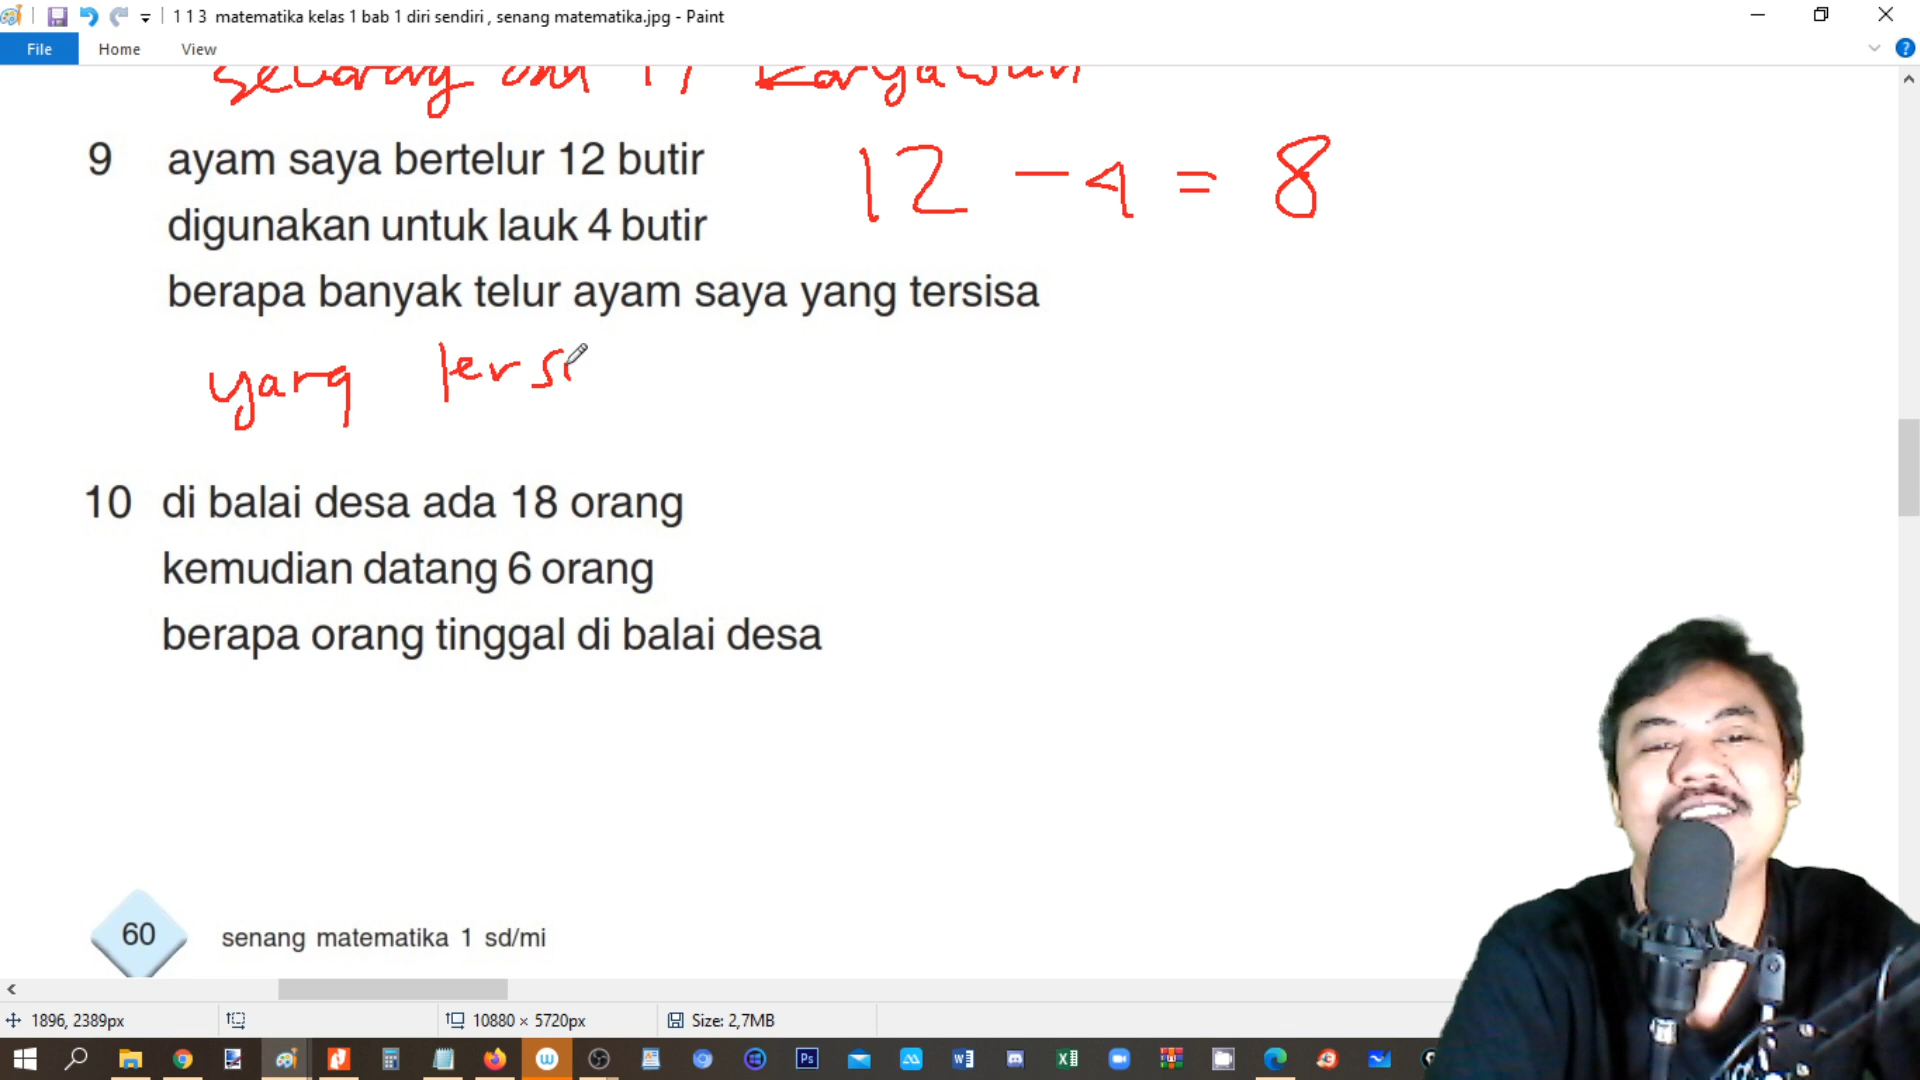 1 1 3 matematika kelas 1 bab 1 diri sendiri , senang matematika.jpg - Paint
File Home View
karyawan
9 ayam saya bertelur 12 butir
12 - 4 = 8
digunakan untuk lauk 4 butir
berapa banyak telur ayam saya yang tersisa
yang tersi
10 di balai desa ada 18 orang
kemudian datang 6 orang
berapa orang tinggal di balai desa
60 senang matematika 1 sd/mi
1896, 2389px 10880 × 5720px Size: 2,7MB